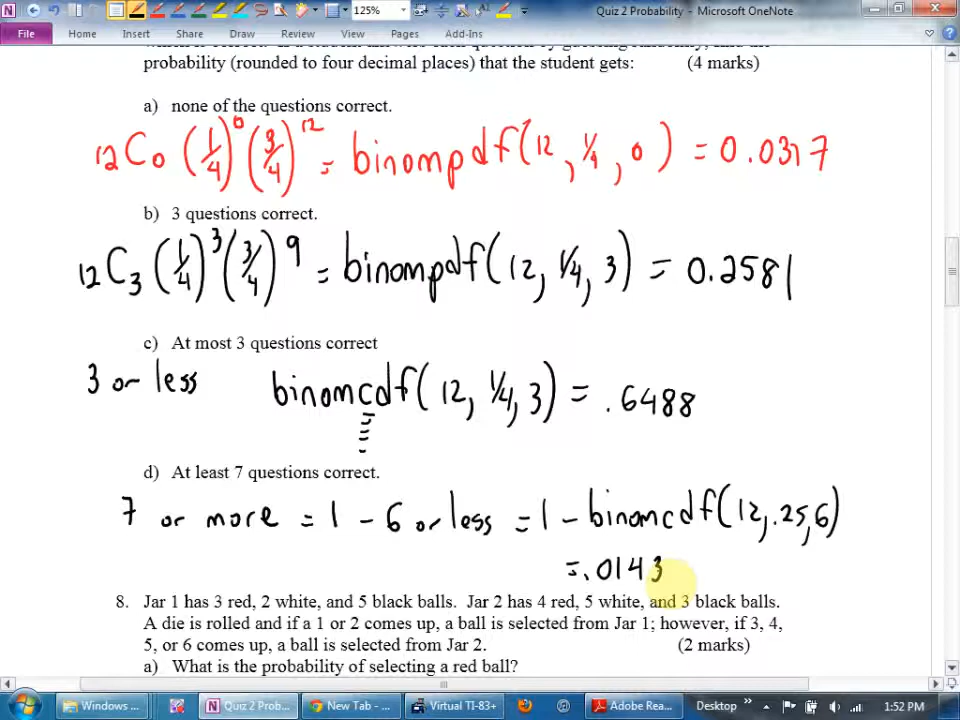 Quiz 2 Probability - Microsoft OneNote
125%
File Home Insert Share Draw Review View Pages Add-Ins
probability (rounded to four decimal places) that the student gets: (4 marks)
a) none of the questions correct.
12C0 (1/4)^0 (3/4)^12 = binompdf(12, 1/4, 0) = 0.0317
b) 3 questions correct.
12C3 (1/4)^3 (3/4)^9 = binompdf(12, 1/4, 3) = 0.2581
c) At most 3 questions correct
3 or less binomcdf(12, 1/4, 3) = .6488
d) At least 7 questions correct.
7 or more = 1 - 6 or less = 1 - binomcdf(12, .25, 6)
= .0143
8. Jar 1 has 3 red, 2 white, and 5 black balls. Jar 2 has 4 red, 5 white, and 3 black balls.
A die is rolled and if a 1 or 2 comes up, a ball is selected from Jar 1; however, if 3, 4,
5, or 6 comes up, a ball is selected from Jar 2. (2 marks)
a) What is the probability of selecting a red ball?
Windows ... Quiz 2 Prob... New Tab - ... Virtual TI-83+ Adobe Rea... 1:52 PM